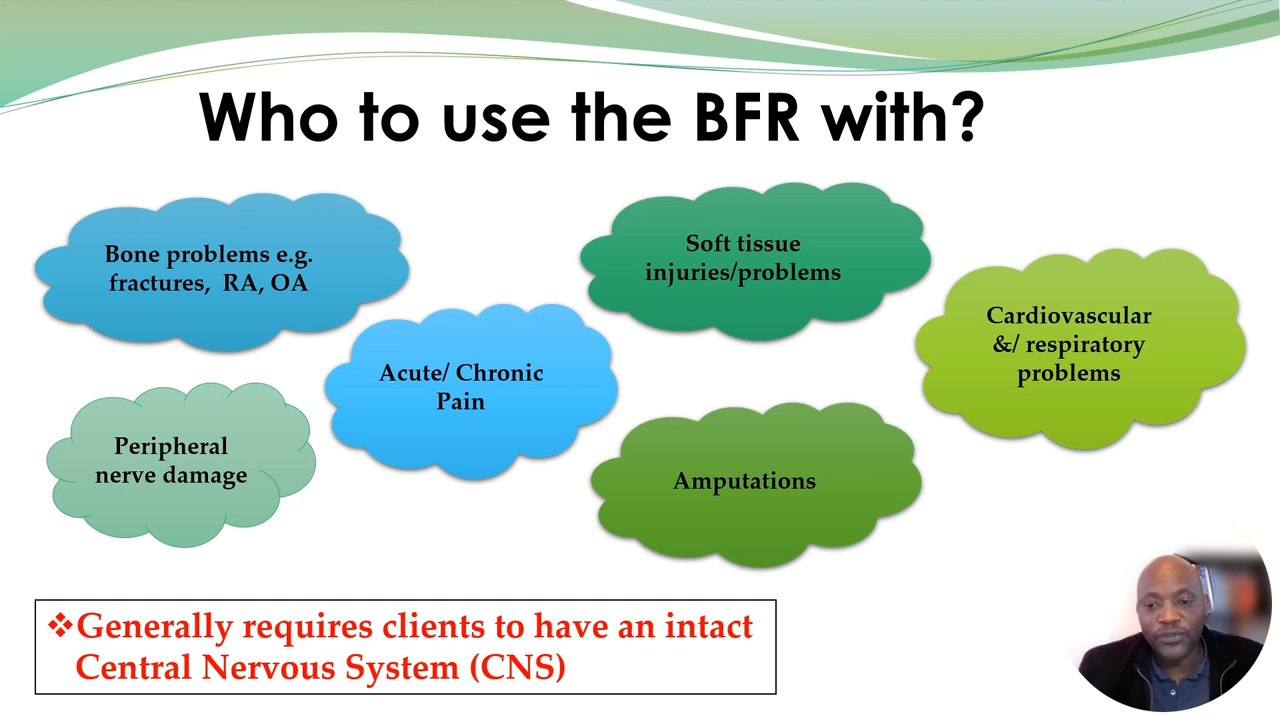 Who to use the BFR with?
Bone problems e.g.
fractures,  RA, OA
Soft tissue
injuries/problems
Cardiovascular
&/ respiratory
problems
Acute/ Chronic
Pain
Peripheral
nerve damage
Amputations
❖Generally requires clients to have an intact
Central Nervous System (CNS)